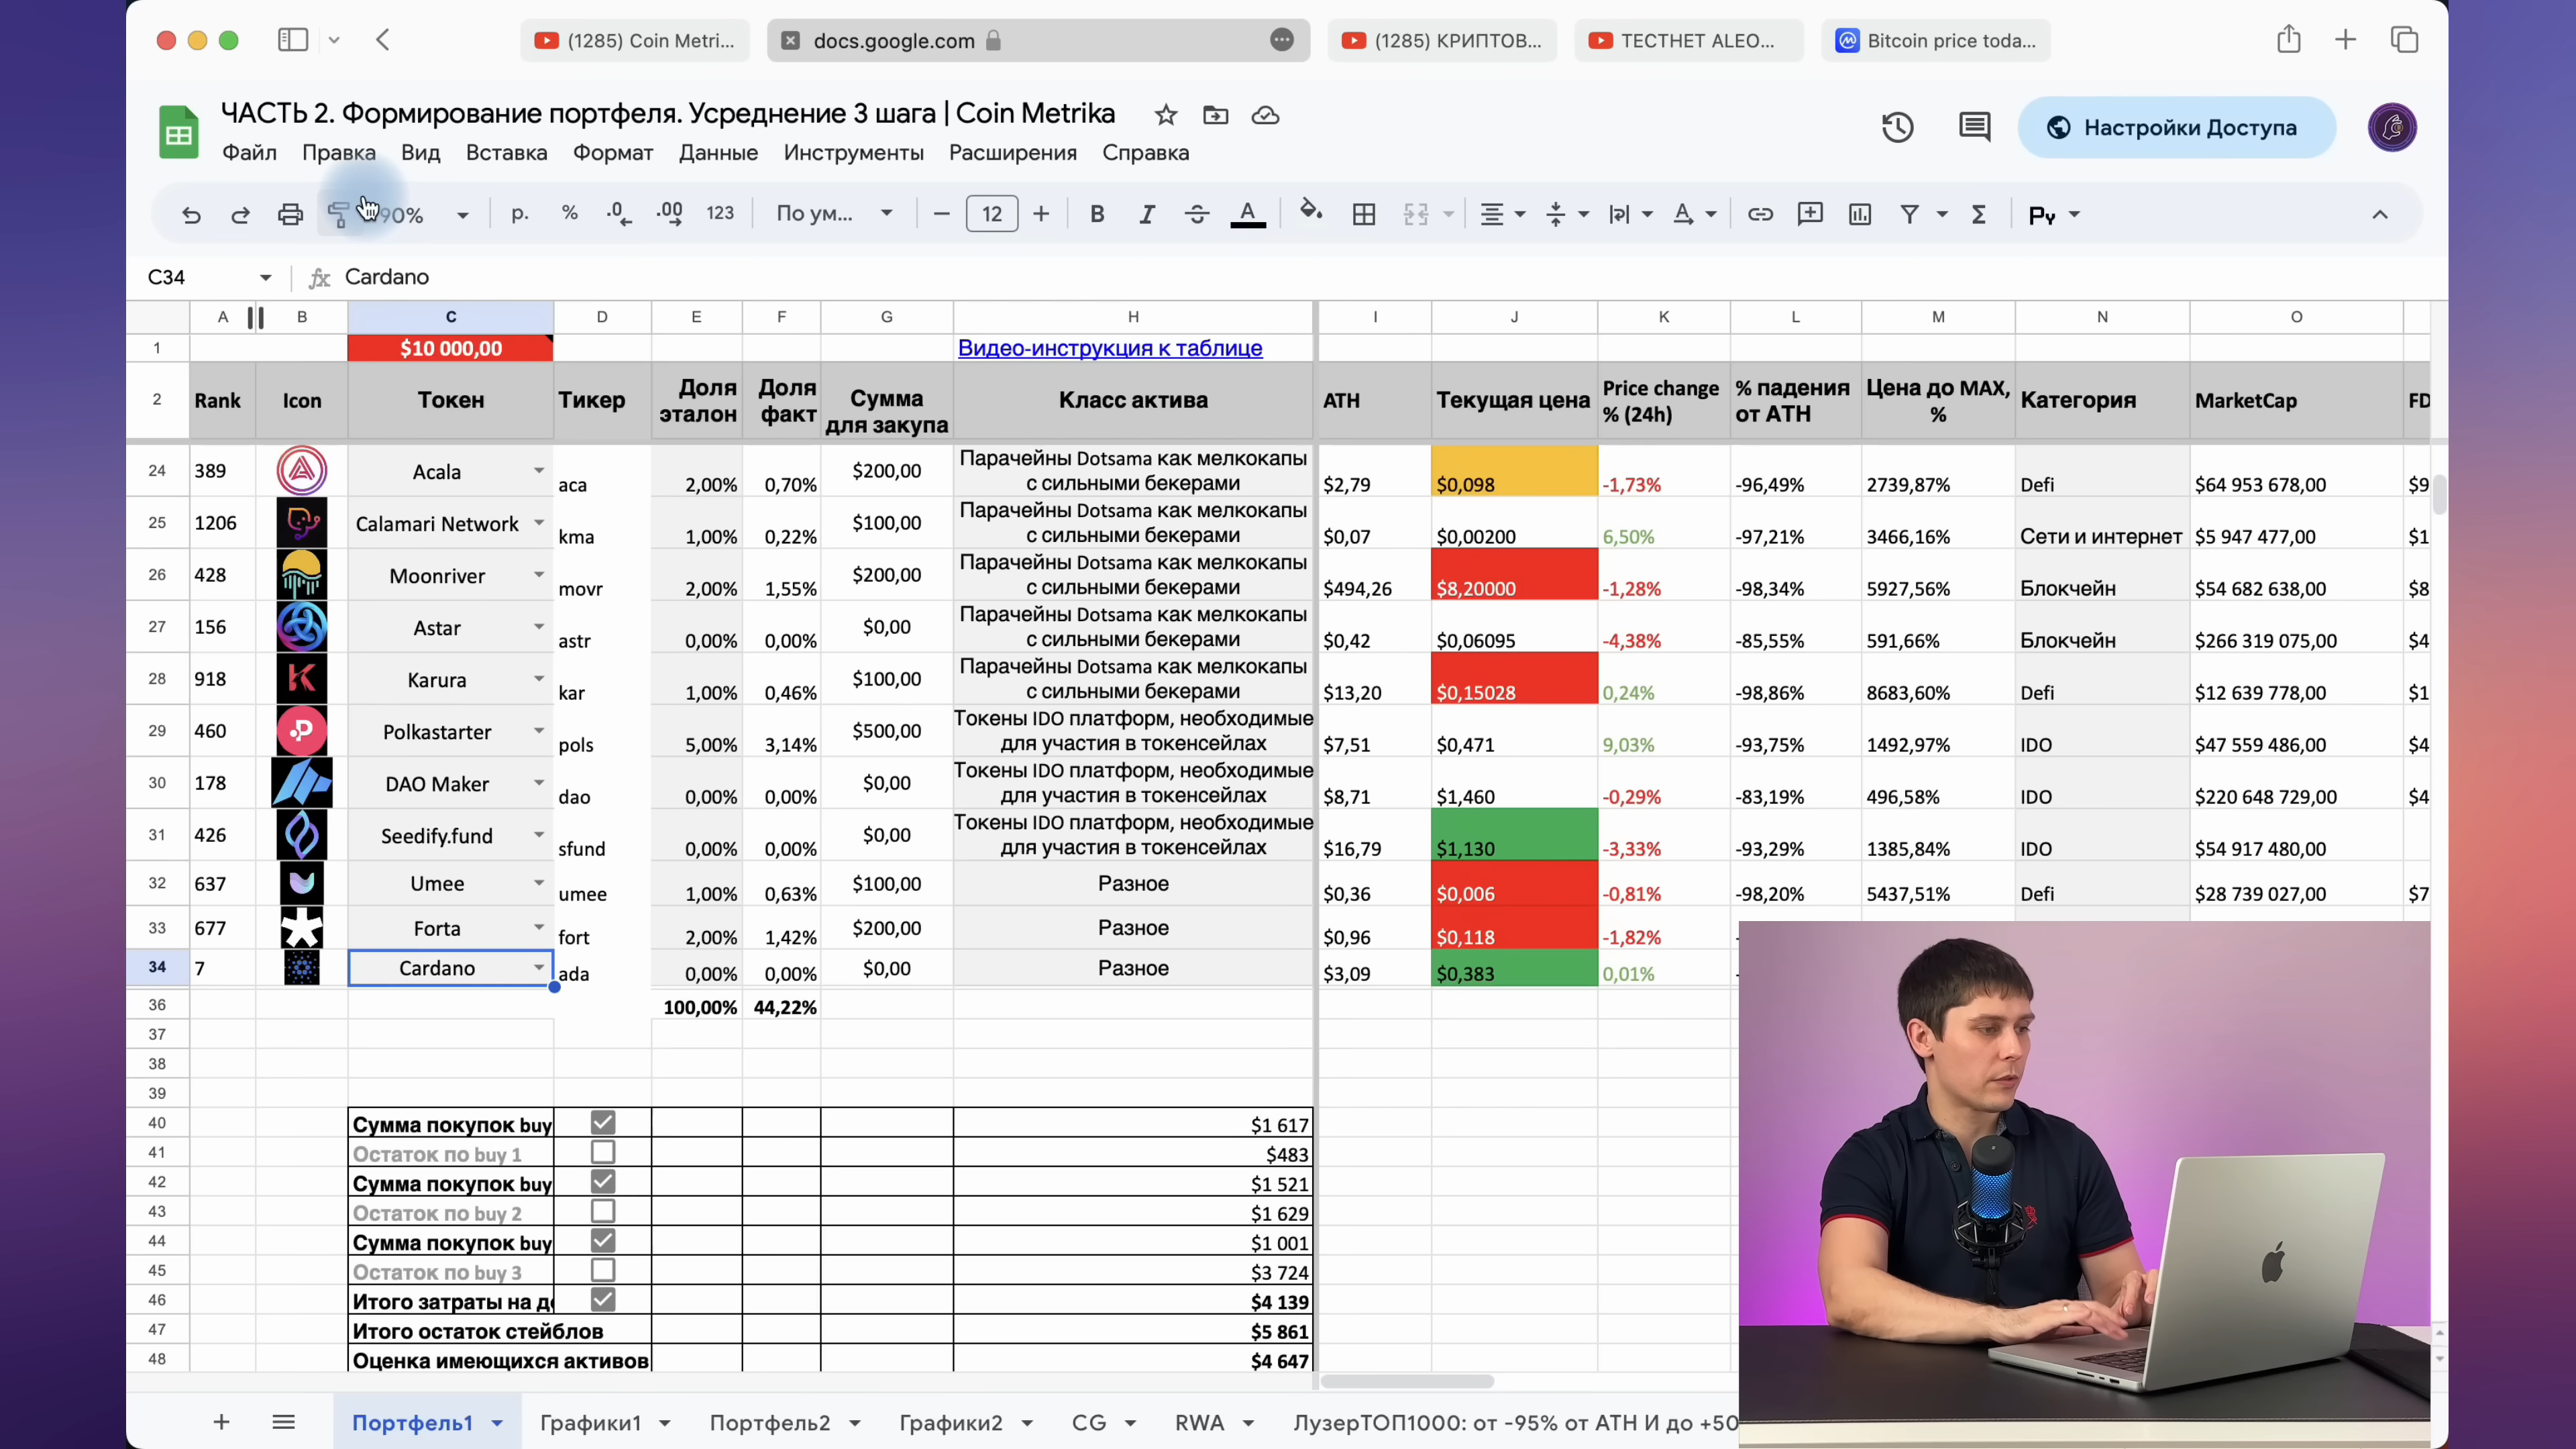 (1285) Coin Metri...
docs.google.com
(1285) КРИПТОВ...
ТЕСТНЕТ ALEO...
Bitcoin price toda...
ЧАСТЬ 2. Формирование портфеля. Усреднение 3 шага | Coin Metrika
Настройки Доступа
Файл Правка Вид Вставка Формат Данные Инструменты Расширения Справка
90% р. % .0 .00 123 По ум... 12 B I A Σ Pу
C34 fx Cardano
A B C D E F G H I J K L M N O
1 $10 000,00 Видео-инструкция к таблице
2 Rank Icon Токен Тикер Доля эталон Доля факт Сумма для закупа Класс актива ATH Текущая цена Price change % (24h) % падения от ATH Цена до MAX, % Категория MarketCap FD
24 389 Acala aca 2,00% 0,70% $200,00 Парачейны Dotsama как мелкокапы с сильными бекерами $2,79 $0,098 -1,73% -96,49% 2739,87% Defi $64 953 678,00 $9
25 1206 Calamari Network kma 1,00% 0,22% $100,00 Парачейны Dotsama как мелкокапы с сильными бекерами $0,07 $0,00200 6,50% -97,21% 3466,16% Сети и интернет $5 947 477,00 $1
26 428 Moonriver movr 2,00% 1,55% $200,00 Парачейны Dotsama как мелкокапы с сильными бекерами $494,26 $8,20000 -1,28% -98,34% 5927,56% Блокчейн $54 682 638,00 $8
27 156 Astar astr 0,00% 0,00% $0,00 Парачейны Dotsama как мелкокапы с сильными бекерами $0,42 $0,06095 -4,38% -85,55% 591,66% Блокчейн $266 319 075,00 $4
28 918 Karura kar 1,00% 0,46% $100,00 Парачейны Dotsama как мелкокапы с сильными бекерами $13,20 $0,15028 0,24% -98,86% 8683,60% Defi $12 639 778,00 $1
29 460 Polkastarter pols 5,00% 3,14% $500,00 Токены IDO платформ, необходимые для участия в токенсейлах $7,51 $0,471 9,03% -93,75% 1492,97% IDO $47 559 486,00 $4
30 178 DAO Maker dao 0,00% 0,00% $0,00 Токены IDO платформ, необходимые для участия в токенсейлах $8,71 $1,460 -0,29% -83,19% 496,58% IDO $220 648 729,00 $4
31 426 Seedify.fund sfund 0,00% 0,00% $0,00 Токены IDO платформ, необходимые для участия в токенсейлах $16,79 $1,130 -3,33% -93,29% 1385,84% IDO $54 917 480,00
32 637 Umee umee 1,00% 0,63% $100,00 Разное $0,36 $0,006 -0,81% -98,20% 5437,51% Defi $28 739 027,00 $7
33 677 Forta fort 2,00% 1,42% $200,00 Разное $0,96 $0,118 -1,82% -
34 7 Cardano ada 0,00% 0,00% $0,00 Разное $3,09 $0,383 0,01% -
36 100,00% 44,22%
37
38
39
40 Сумма покупок buy $1 617
41 Остаток по buy 1 $483
42 Сумма покупок buy $1 521
43 Остаток по buy 2 $1 629
44 Сумма покупок buy $1 001
45 Остаток по buy 3 $3 724
46 Итого затраты на де $4 139
47 Итого остаток стейблов $5 861
48 Оценка имеющихся активов $4 647
Портфель1 Графики1 Портфель2 Графики2 CG RWA ЛузерТОП1000: от -95% от ATH И до +50